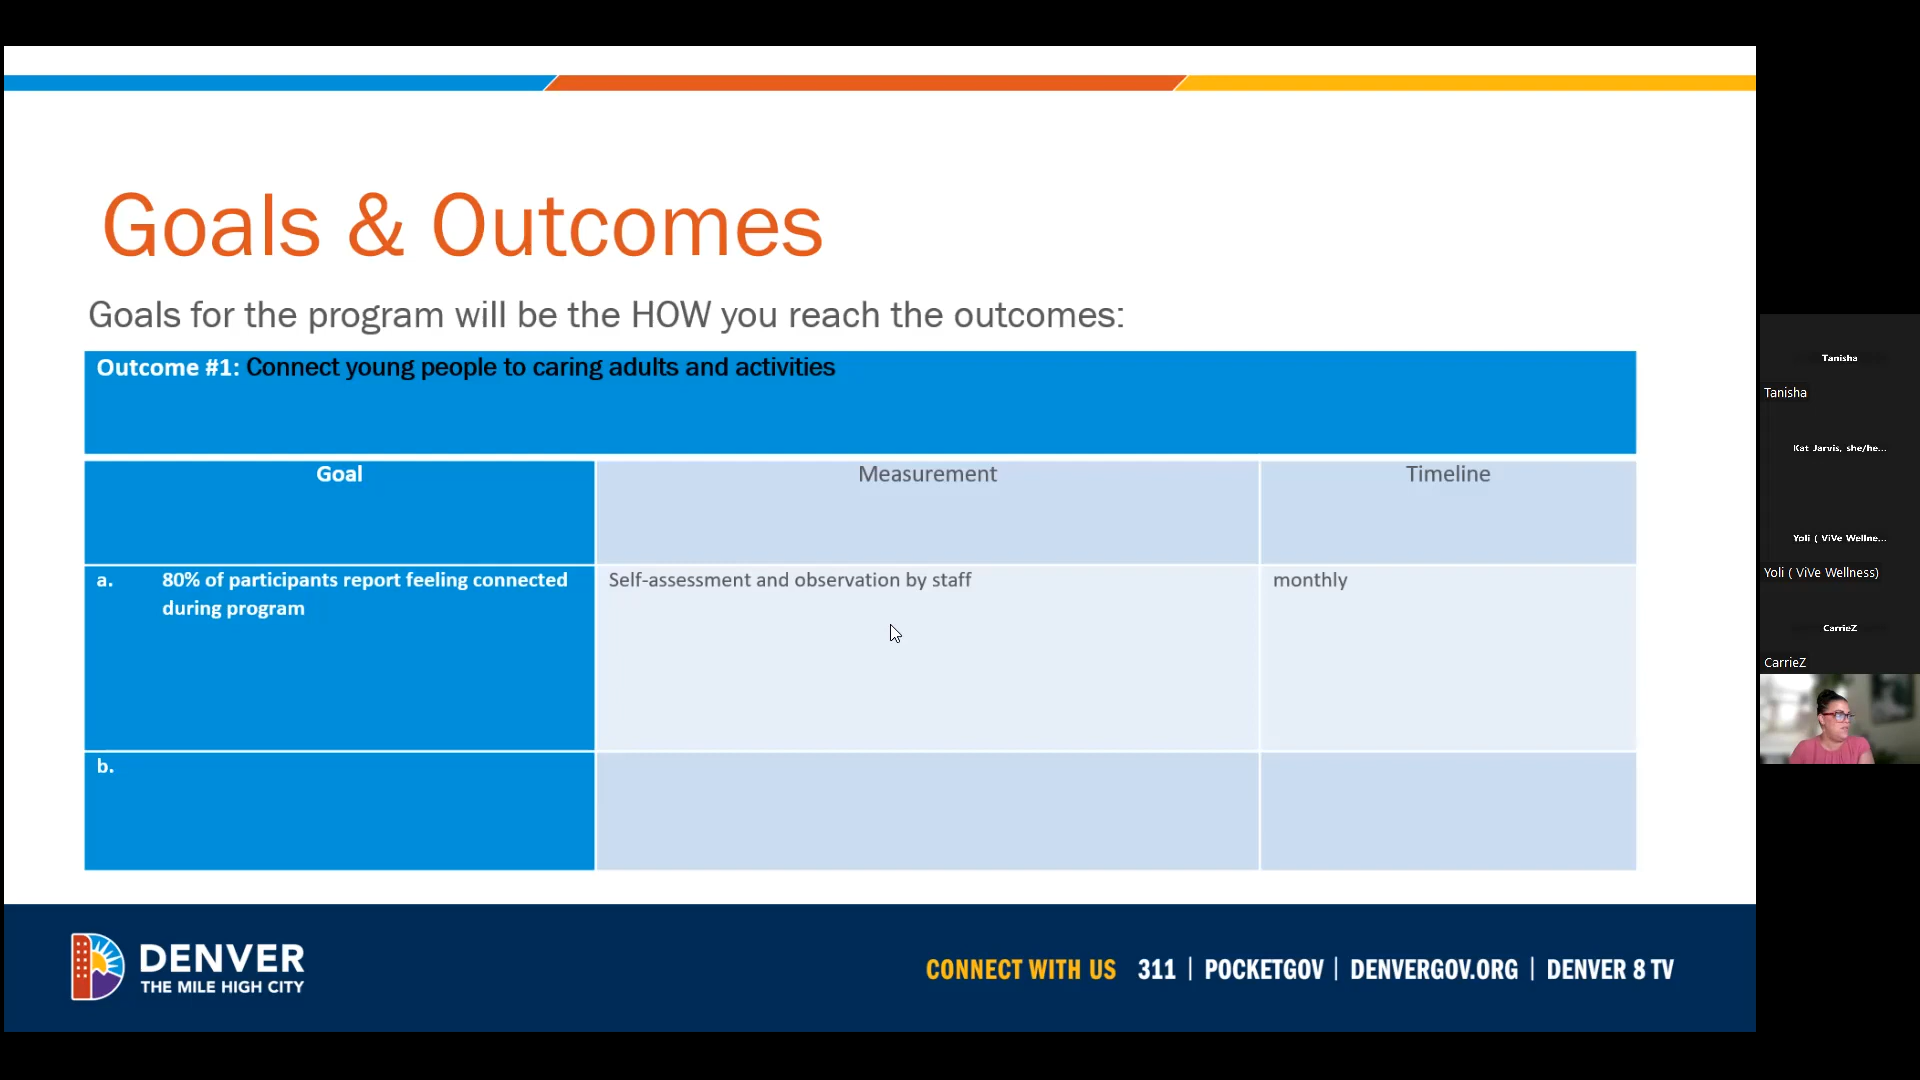 Goals & Outcomes
Goals for the program will be the HOW you reach the outcomes:
Outcome #1: Connect young people to caring adults and activities
Goal Measurement Timeline
a. 80% of participants report feeling connected Self-assessment and observation by staff monthly
during program
b.
DENVER
THE MILE HIGH CITY
CONNECT WITH US 311 | POCKETGOV | DENVERGOV.ORG | DENVER 8 TV
Tanisha
Tanisha
Kat Jarvis, she/he...
Yoli ( ViVe Wellne...
Yoli ( ViVe Wellness)
CarrieZ
CarrieZ